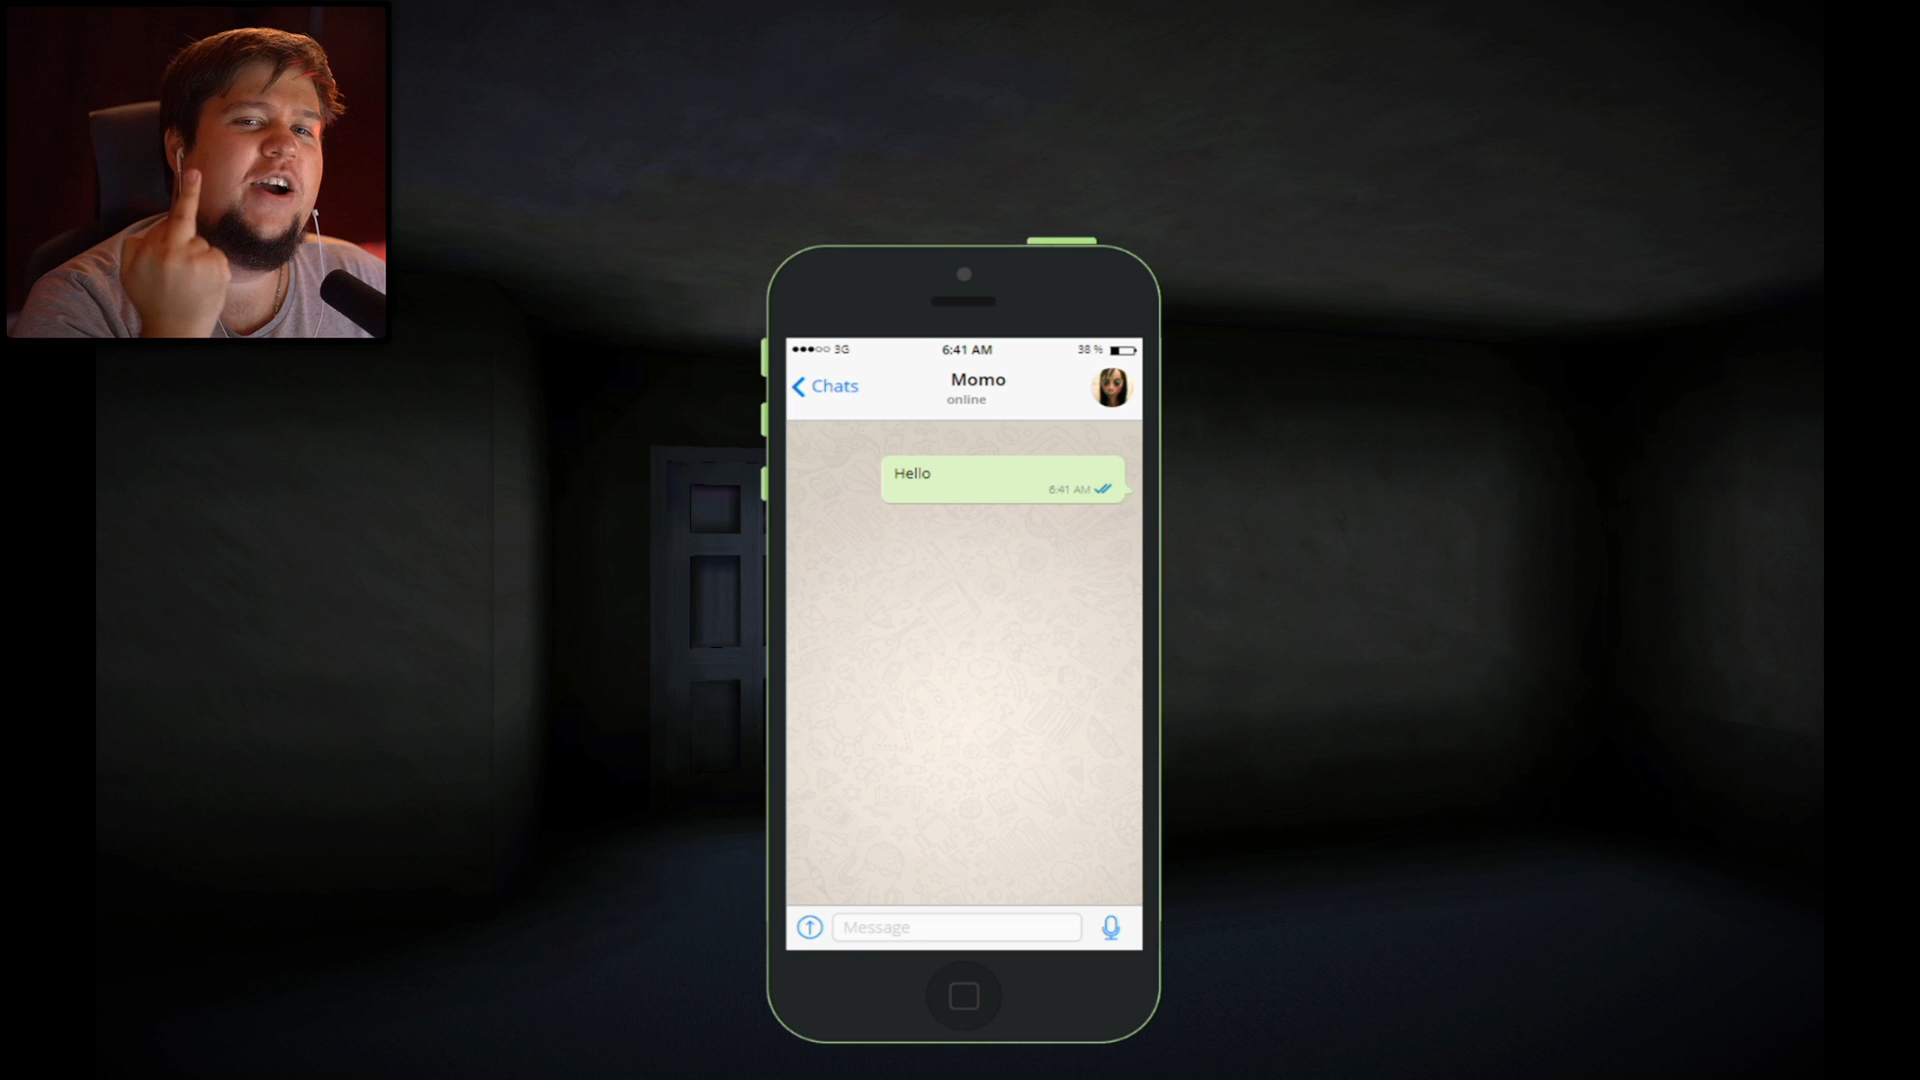 3G 6:41 AM 38 %
Chats
Momo
online
Hello
6:41 AM
Message